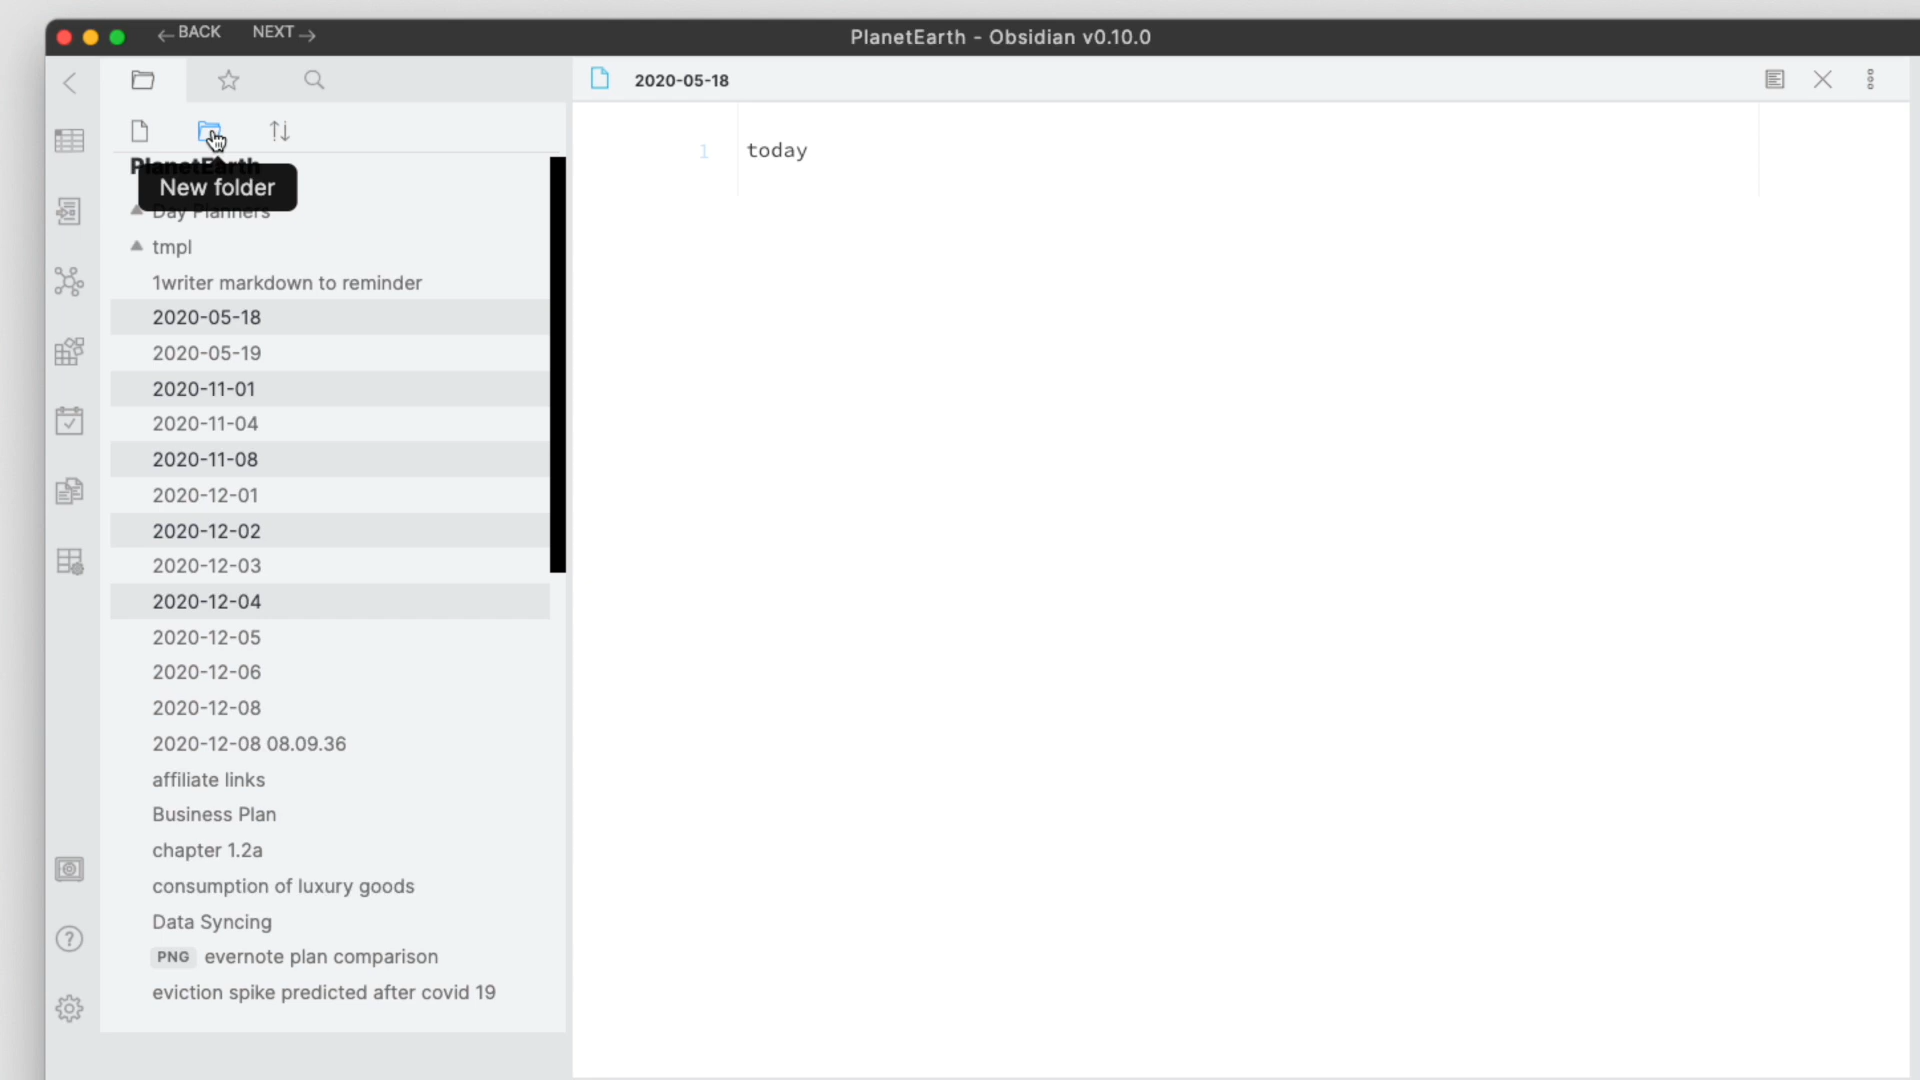 BACK NEXT PlanetEarth - Obsidian v0.10.0
2020-05-18
PlanetEarth
New folder
Day Planners
tmpl
1writer markdown to reminder
2020-05-18
2020-05-19
2020-11-01
2020-11-04
2020-11-08
2020-12-01
2020-12-02
2020-12-03
2020-12-04
2020-12-05
2020-12-06
2020-12-08
2020-12-08 08.09.36
affiliate links
Business Plan
chapter 1.2a
consumption of luxury goods
Data Syncing
PNG evernote plan comparison
eviction spike predicted after covid 19
1 today